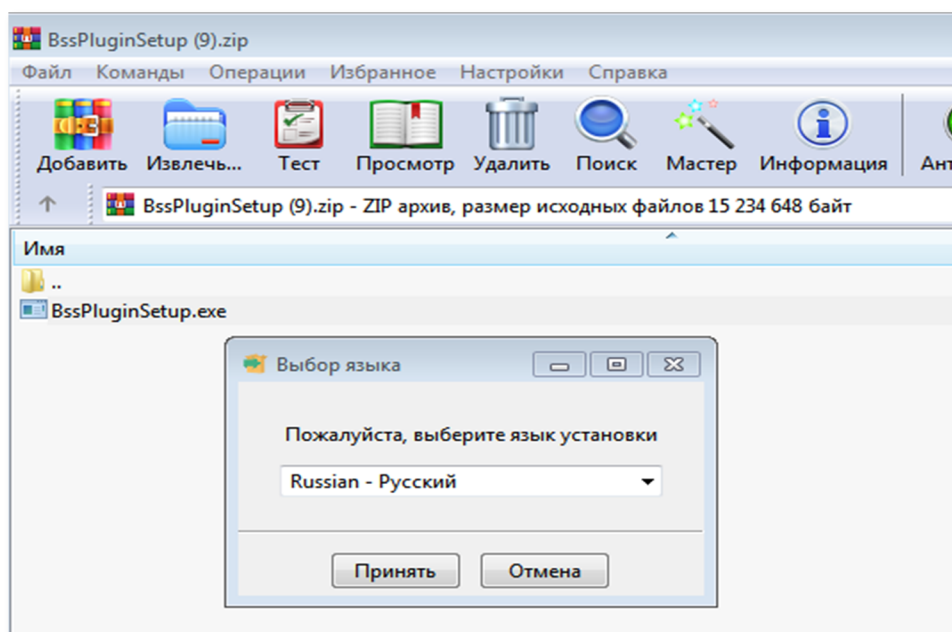 BssPluginSetup (9).zip
Файл Команды Операции Избранное Настройки Справка
Добавить Извлечь... Тест Просмотр Удалить Поиск Мастер Информация
BssPluginSetup (9).zip - ZIP архив, размер исходных файлов 15 234 648 байт
Имя
..
BssPluginSetup.exe
Выбор языка
Пожалуйста, выберите язык установки
Russian - Русский
Принять Отмена